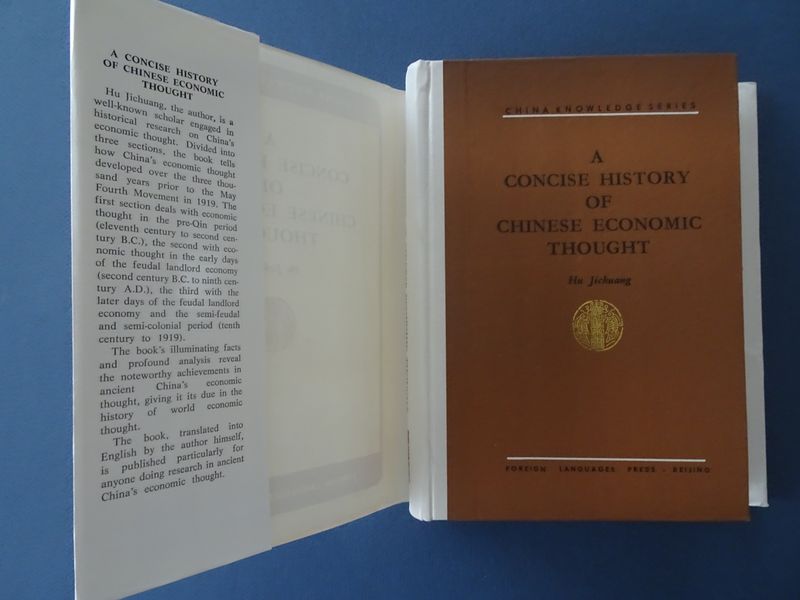 A CONCISE HISTORY
OF CHINESE ECONOMIC
THOUGHT
Hu Jichuang, the author, is a
well-known scholar engaged in
historical research on China's
economic thought. Divided into
three sections, the book tells
how China's economic thought
developed over the three thou-
sand years prior to the May
Fourth Movement in 1919. The
first section deals with economic
thought in the pre-Qin period
(eleventh century to second cen-
tury B.C.), the second with eco-
nomic thought in the early days
of the feudal landlord economy
(second century B.C. to ninth cen-
tury A.D.), the third with the
later days of the feudal landlord
economy and the semi-feudal
and semi-colonial period (tenth
century to 1919).
The book's illuminating facts
and profound analysis reveal
the noteworthy achievements in
ancient China's economic
thought, giving it its due in the
history of world economic
thought.
The book, translated into
English by the author himself,
is published particularly for
anyone doing research in ancient
China's economic thought.
CHINA KNOWLEDGE SERIES
A
CONCISE HISTORY
OF
CHINESE ECONOMIC
THOUGHT
Hu Jichuang
FOREIGN LANGUAGES PRESS - BEIJING